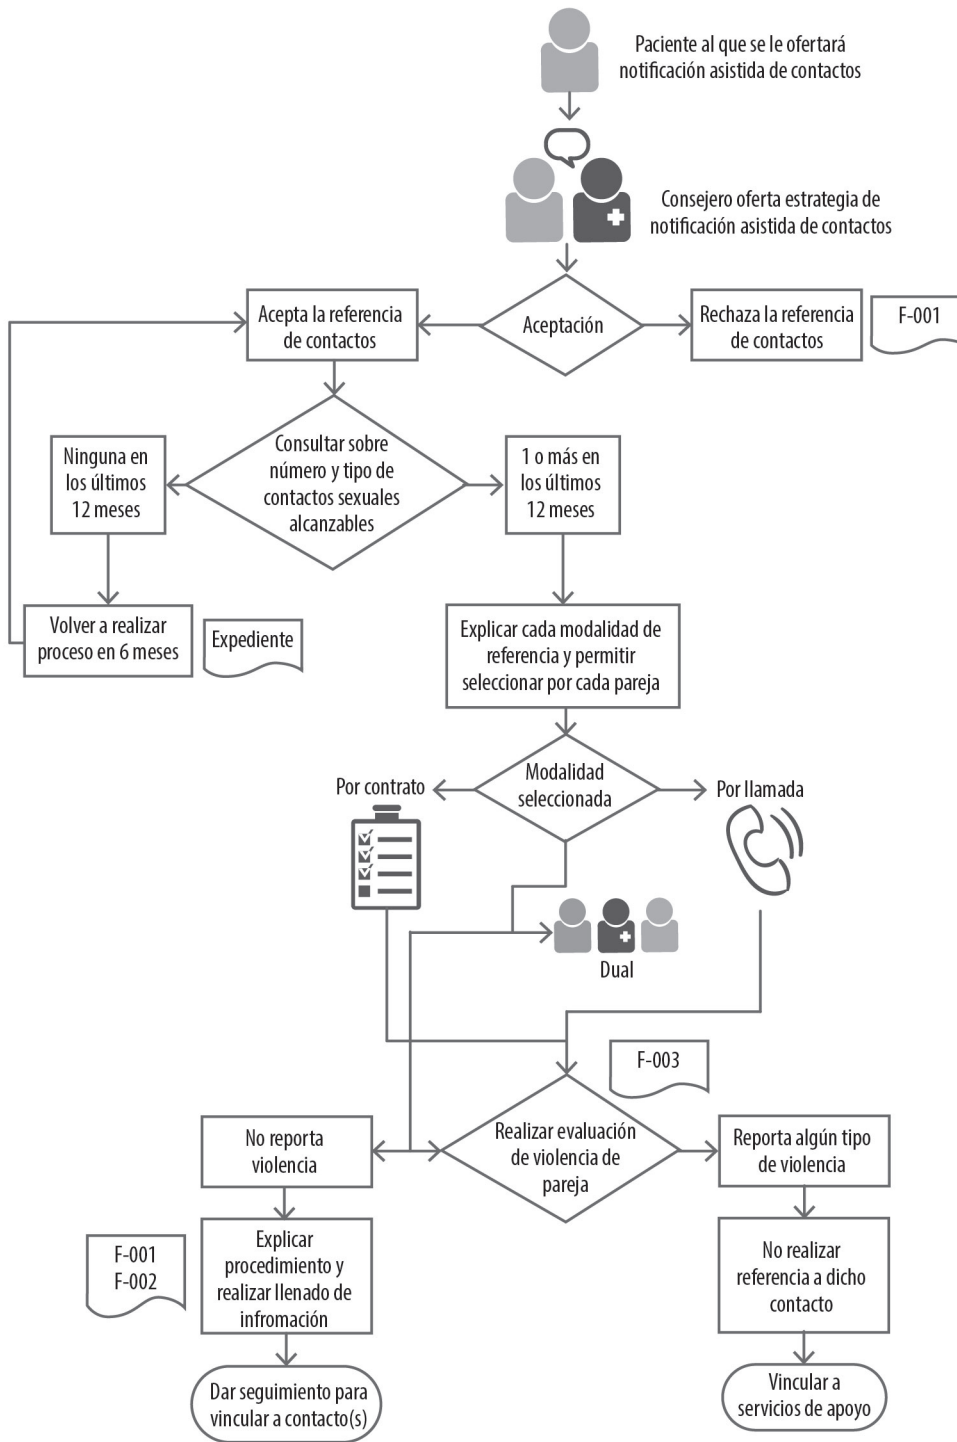 Paciente al que se le ofertará
notificación asistida de contactos
Consejero oferta estrategia de
notificación asistida de contactos
Acepta la referencia
de contactos
Aceptación
Rechaza la referencia
de contactos
F-001
Ninguna en
los últimos
12 meses
Consultar sobre
número y tipo de
contactos sexuales
alcanzables
1 o más en
los últimos
12 meses
Volver a realizar
proceso en 6 meses
Expediente
Explicar cada modalidad de
referencia y permitir
seleccionar por cada pareja
Por contrato
Modalidad
seleccionada
Por llamada
Dual
F-003
No reporta
violencia
Realizar evaluación
de violencia de
pareja
Reporta algún tipo
de violencia
F-001
F-002
Explicar
procedimiento y
realizar llenado de
infromación
No realizar
referencia a dicho
contacto
Dar seguimiento para
vincular a contacto(s)
Vincular a
servicios de apoyo